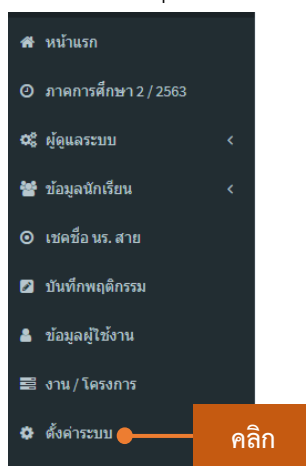 หน้าแรก
ภาคการศึกษา 2 / 2563
ผู้ดูแลระบบ
ข้อมูลนักเรียน
เชคชื่อ นร. สาย
บันทึกพฤติกรรม
ข้อมูลผู้ใช้งาน
งาน / โครงการ
ตั้งค่าระบบ
คลิก